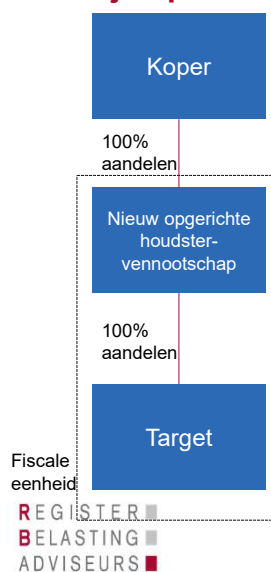 Koper
100%
aandelen
Nieuw opgerichte
houdster-
vennootschap
100%
aandelen
Target
Fiscale
eenheid
REGISTER
BELASTING
ADVISEURS